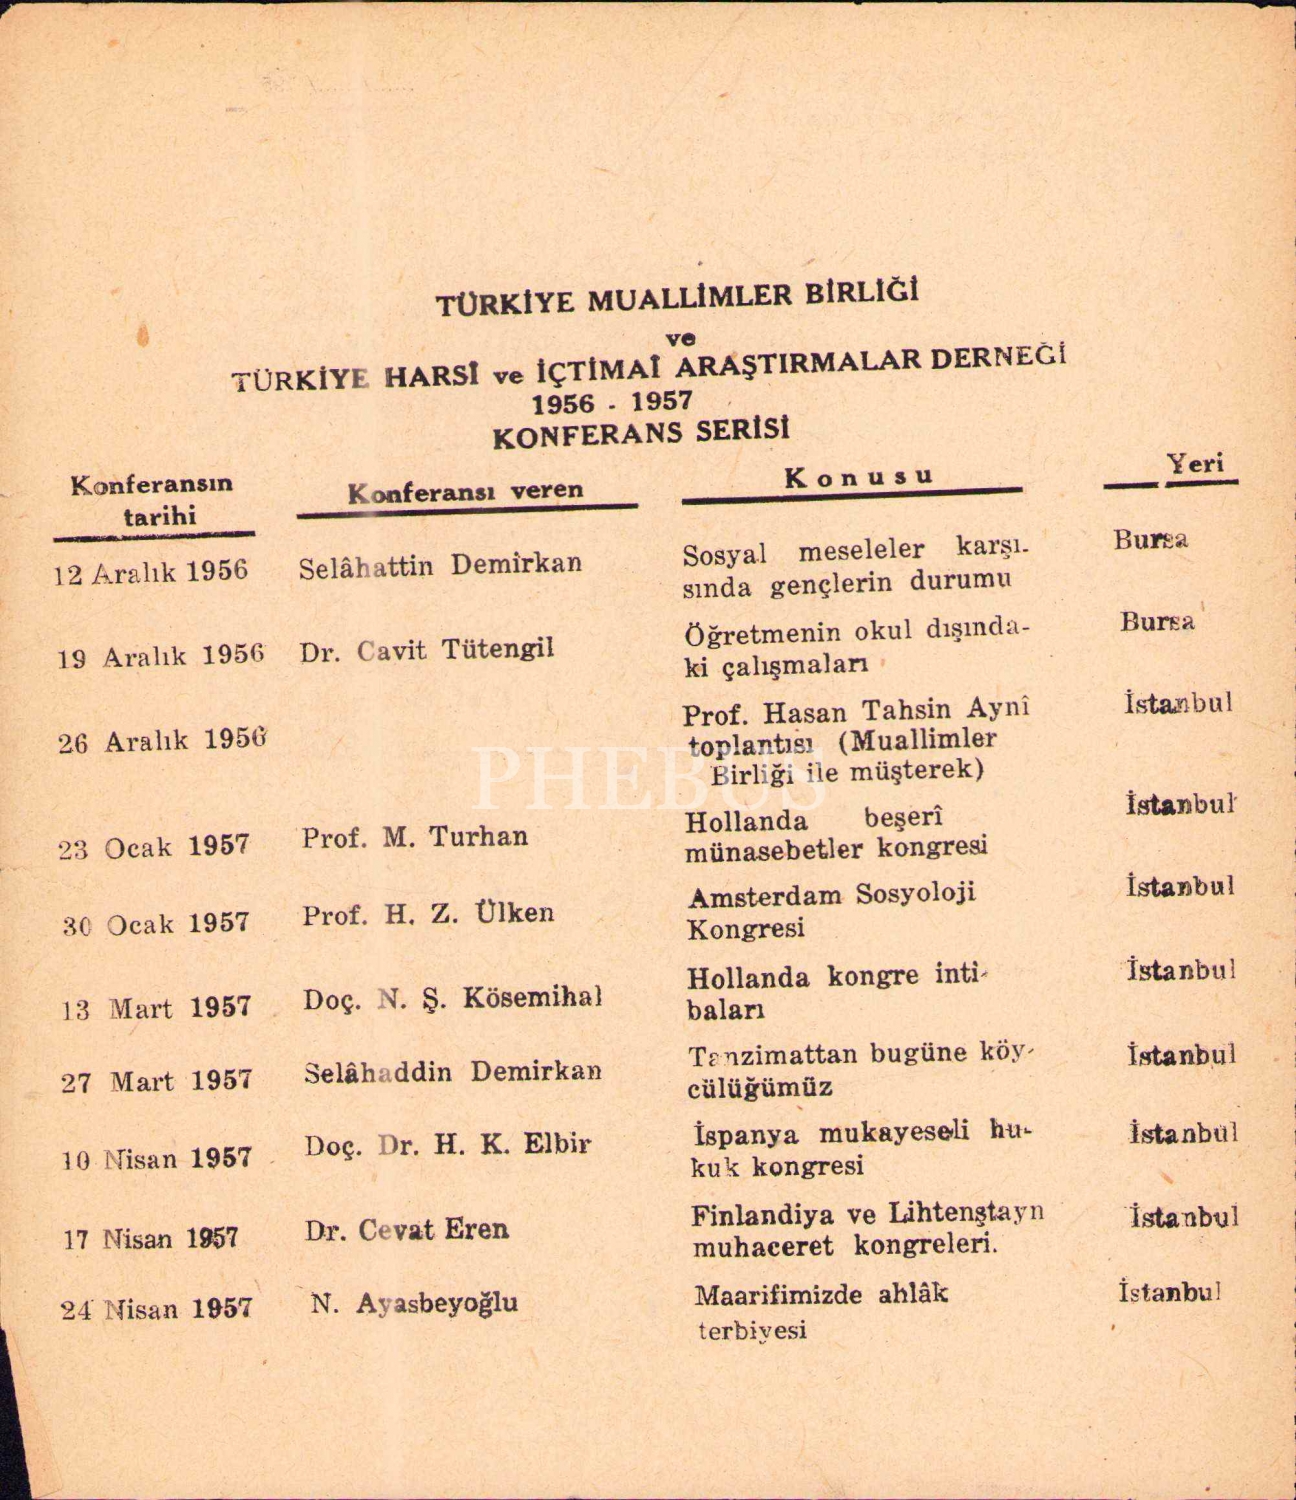 TÜRKİYE MUALLİMLER BİRLİĞİ
ve
TÜRKİYE HARSÎ ve İÇTİMAÎ ARAŞTIRMALAR DERNEĞİ
1956 - 1957
KONFERANS SERİSİ
Konferansın tarihi Konferansı veren Konusu Yeri
12 Aralık 1956 Selâhattin Demirkan Sosyal meseleler karşı-
sında gençlerin durumu Bursa
19 Aralık 1956 Dr. Cavit Tütengil Öğretmenin okul dışında-
ki çalışmaları Bursa
26 Aralık 1956 Prof. Hasan Tahsin Aynî
toplantısı (Muallimler
Birliği ile müşterek) İstanbul
23 Ocak 1957 Prof. M. Turhan Hollanda beşerî
münasebetler kongresi İstanbul
30 Ocak 1957 Prof. H. Z. Ülken Amsterdam Sosyoloji
Kongresi İstanbul
13 Mart 1957 Doç. N. Ş. Kösemihal Hollanda kongre inti-
baları İstanbul
27 Mart 1957 Selâhaddin Demirkan Tanzimattan bugüne köy-
cülüğümüz İstanbul
10 Nisan 1957 Doç. Dr. H. K. Elbir İspanya mukayeseli hu-
kuk kongresi İstanbul
17 Nisan 1957 Dr. Cevat Eren Finlandiya ve Lihtenştayn
muhaceret kongreleri. İstanbul
24 Nisan 1957 N. Ayasbeyoğlu Maarifimizde ahlâk
terbiyesi İstanbul
PHEBUS